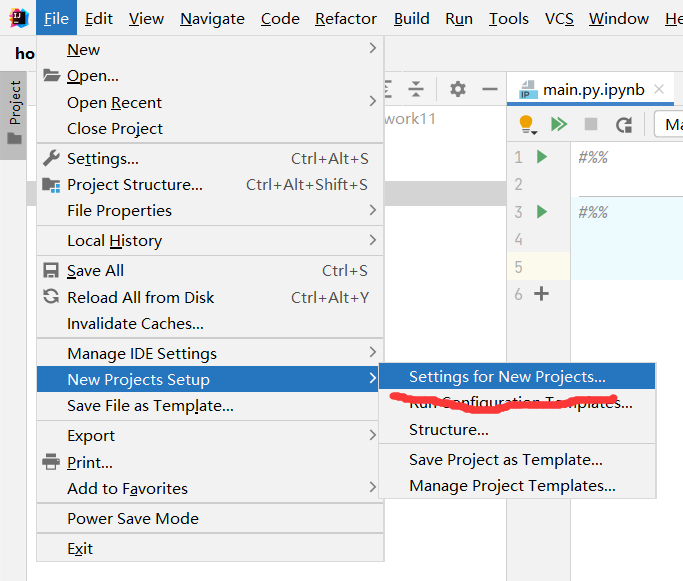 File Edit View Navigate Code Refactor Build Run Tools VCS Window He
ho
Project
work11
main.py.ipynb
Ma
1 #%%
2
3 #%%
4
5
6
New
Open...
Open Recent
Close Project
Settings... Ctrl+Alt+S
Project Structure... Ctrl+Alt+Shift+S
File Properties
Local History
Save All Ctrl+S
Reload All from Disk Ctrl+Alt+Y
Invalidate Caches...
Manage IDE Settings
New Projects Setup
Save File as Template...
Export
Print...
Add to Favorites
Power Save Mode
Exit
Settings for New Projects...
Run Configuration Templates...
Structure...
Save Project as Template...
Manage Project Templates...